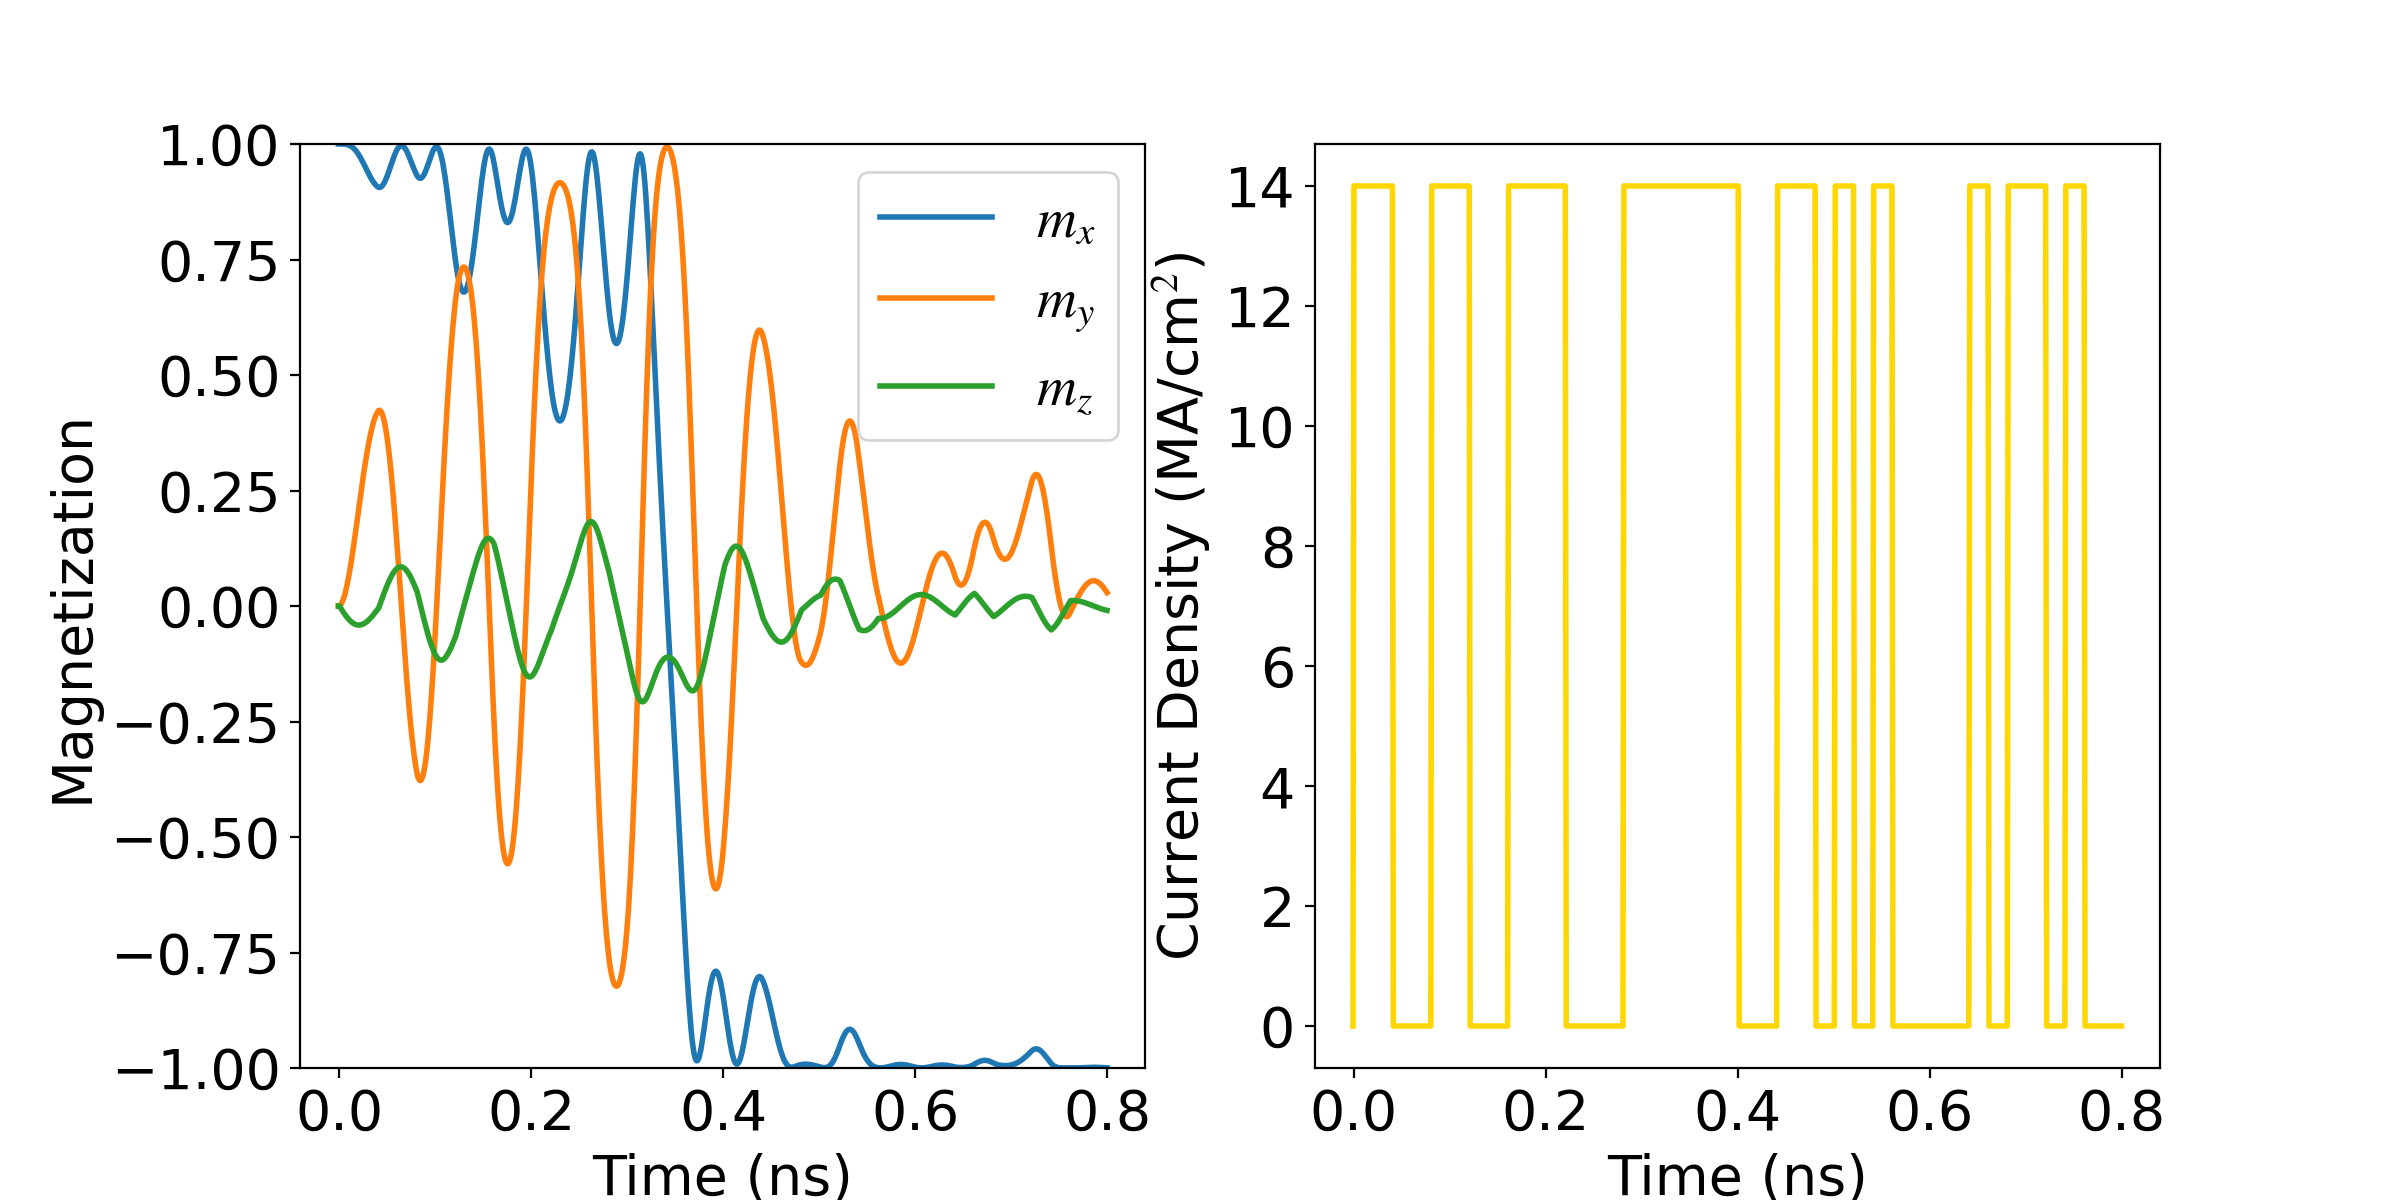 Magnetization
1.00
0.75
0.50
0.25
0.00
−0.25
−0.50
−0.75
−1.00
0.0 0.2 0.4 0.6 0.8
Time (ns)
mₓ
m_y
m_z
Current Density (MA/cm²)
14
12
10
8
6
4
2
0
0.0 0.2 0.4 0.6 0.8
Time (ns)